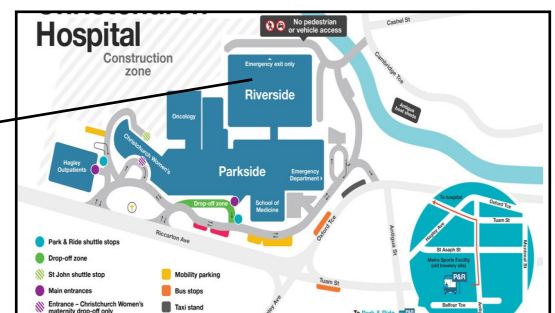 Hospital
Construction
zone
No pedestrian
or vehicle access
Cashel St
Cambridge Tce
Antigua
boat sheds
Emergency exit only
Riverside
Oncology
Christchurch Women's
Hagley
Outpatients
Parkside
Emergency
Department
Drop-off zone
School of
Medicine
Riccarton Ave
Oxford Tce
Antigua St
Tuam St
To hospital
Oxford Tce
Hagley Ave
Tuam St
St Asaph St
Montreal St
Metro Sports Facility
(old brewery site)
P&R
Balfour Tce
Park & Ride shuttle stops
Drop-off zone
St John shuttle stop
Main entrances
Entrance – Christchurch Women's
maternity drop-off only
Mobility parking
Bus stops
Taxi stand
To Park & Ride